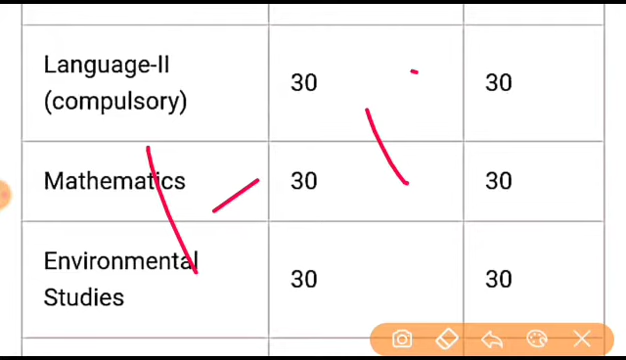 Language-II
(compulsory) 30 30
Mathematics 30 30
Environmental
Studies 30 30